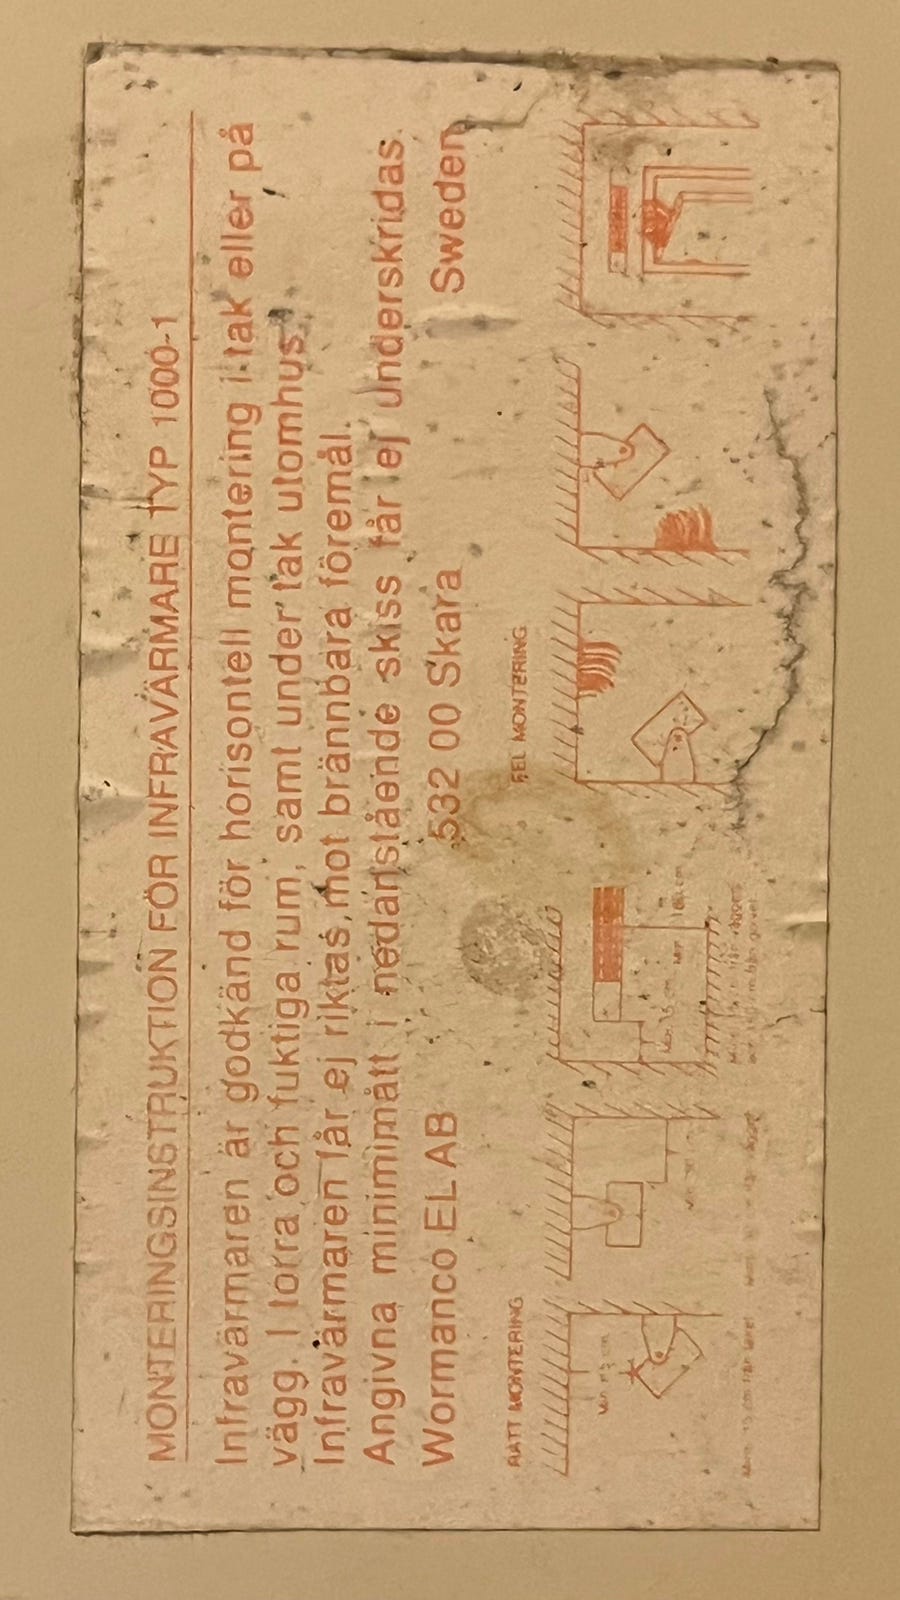 MONTERINGSINSTRUKTION FÖR INFRAVÄRMARE TYP 1000-1
Infravärmaren är godkänd för horisontell montering i tak eller på
vägg. I torra och fuktiga rum, samt under tak utomhus.
Infravärmaren får ej riktas mot brännbara föremål.
Angivna minimimått i nedanstående skiss får ej underskridas.
Wormanco EL AB 532 00 Skara Sweden
RÄTT MONTERING
FEL MONTERING